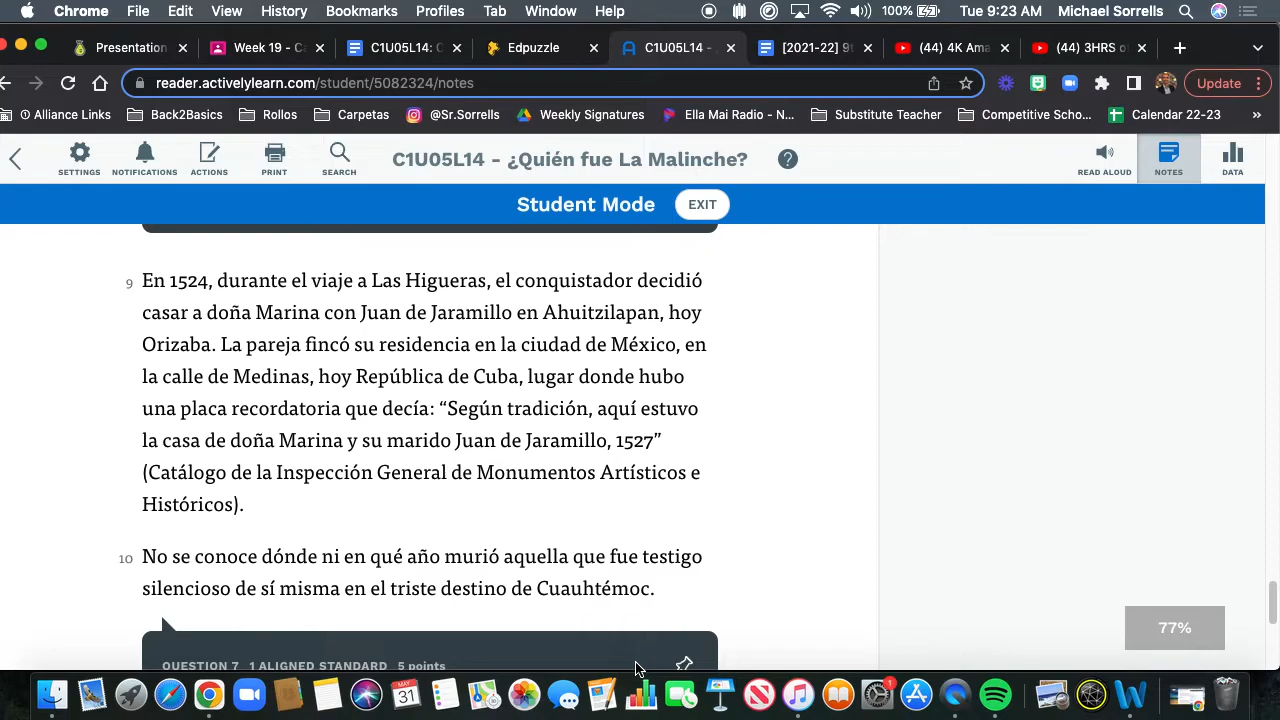 Chrome File Edit View History Bookmarks Profiles Tab Window Help 100% Tue 9:23 AM Michael Sorrells
Presentation Week 19 - Ca C1U05L14: C Edpuzzle C1U05L14 - [2021-22] 9t (44) 4K Ama (44) 3HRS o
reader.actively­learn.com/student/5082324/notes Update
Alliance Links Back2Basics Rollos Carpetas @Sr.Sorrells Weekly Signatures Ella Mai Radio - N... Substitute Teacher Competitive Scho... Calendar 22-23 »
SETTINGS NOTIFICATIONS ACTIONS PRINT SEARCH C1U05L14 - ¿Quién fue La Malinche? ? READ ALOUD NOTES DATA
Student Mode EXIT
9 En 1524, durante el viaje a Las Higueras, el conquistador decidió
casar a doña Marina con Juan de Jaramillo en Ahuitzilapan, hoy
Orizaba. La pareja fincó su residencia en la ciudad de México, en
la calle de Medinas, hoy República de Cuba, lugar donde hubo
una placa recordatoria que decía: “Según tradición, aquí estuvo
la casa de doña Marina y su marido Juan de Jaramillo, 1527”
(Catálogo de la Inspección General de Monumentos Artísticos e
Históricos).
10 No se conoce dónde ni en qué año murió aquella que fue testigo
silencioso de sí misma en el triste destino de Cuauhtémoc.
77%
QUESTION 7 1 ALIGNED STANDARD 5 points
MAY 31 1